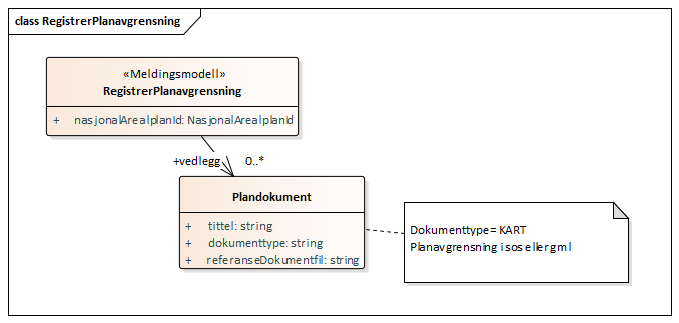 class RegistrerPlanavgrensning
«Meldingsmodell»
RegistrerPlanavgrensning
+ nasjonalArealplanId: NasjonalArealplanId
+vedlegg 0..*
Plandokument
+ tittel: string
+ dokumenttype: string
+ referanseDokumentfil: string
Dokumenttype= KART
Planavgrensning i sos eller gml